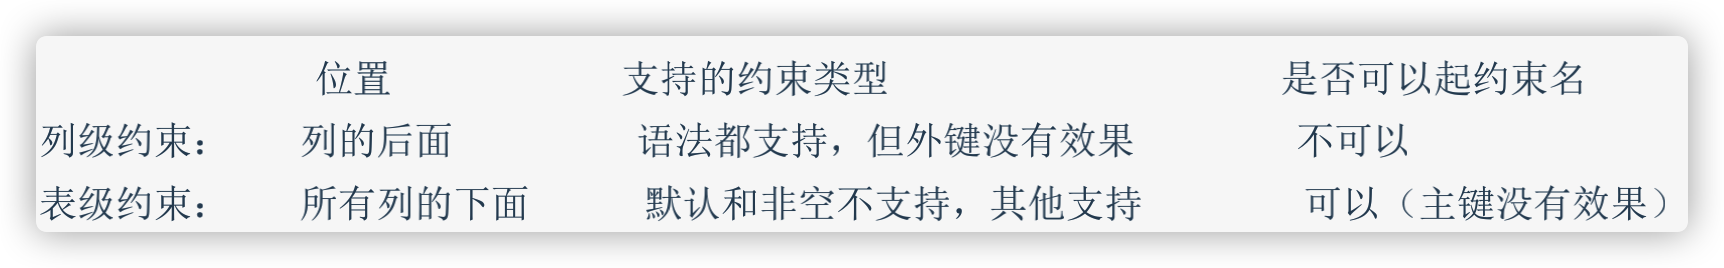 位置 支持的约束类型 是否可以起约束名
列级约束： 列的后面 语法都支持，但外键没有效果 不可以
表级约束： 所有列的下面 默认和非空不支持，其他支持 可以（主键没有效果）